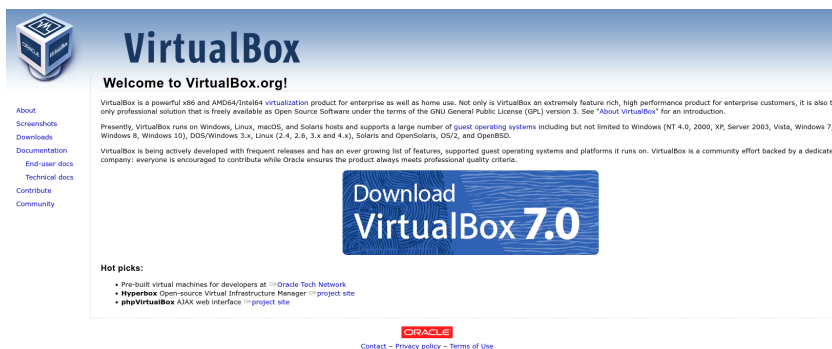 VirtualBox
Welcome to VirtualBox.org!
About
Screenshots
Downloads
Documentation
End-user docs
Technical docs
Contribute
Community
VirtualBox is a powerful x86 and AMD64/Intel64 virtualization product for enterprise as well as home use. Not only is VirtualBox an extremely feature rich, high performance product for enterprise customers, it is also
only professional solution that is freely available as Open Source Software under the terms of the GNU General Public License (GPL) version 3. See "About VirtualBox" for an introduction.
Presently, VirtualBox runs on Windows, Linux, macOS, and Solaris hosts and supports a large number of guest operating systems including but not limited to Windows (NT 4.0, 2000, XP, Server 2003, Vista, Windows 7,
Windows 8, Windows 10), DOS/Windows 3.x, Linux (2.4, 2.6, 3.x and 4.x), Solaris and OpenSolaris, OS/2, and OpenBSD.
VirtualBox is being actively developed with frequent releases and has an ever growing list of features, supported guest operating systems and platforms it runs on. VirtualBox is a community effort backed by a dedicate
company: everyone is encouraged to contribute while Oracle ensures the product always meets professional quality criteria.
Download
VirtualBox 7.0
Hot picks:
• Pre-built virtual machines for developers at Oracle Tech Network
• Hyperbox Open-source Virtual Infrastructure Manager project site
• phpVirtualBox AJAX web interface project site
ORACLE
Contact – Privacy policy – Terms of Use